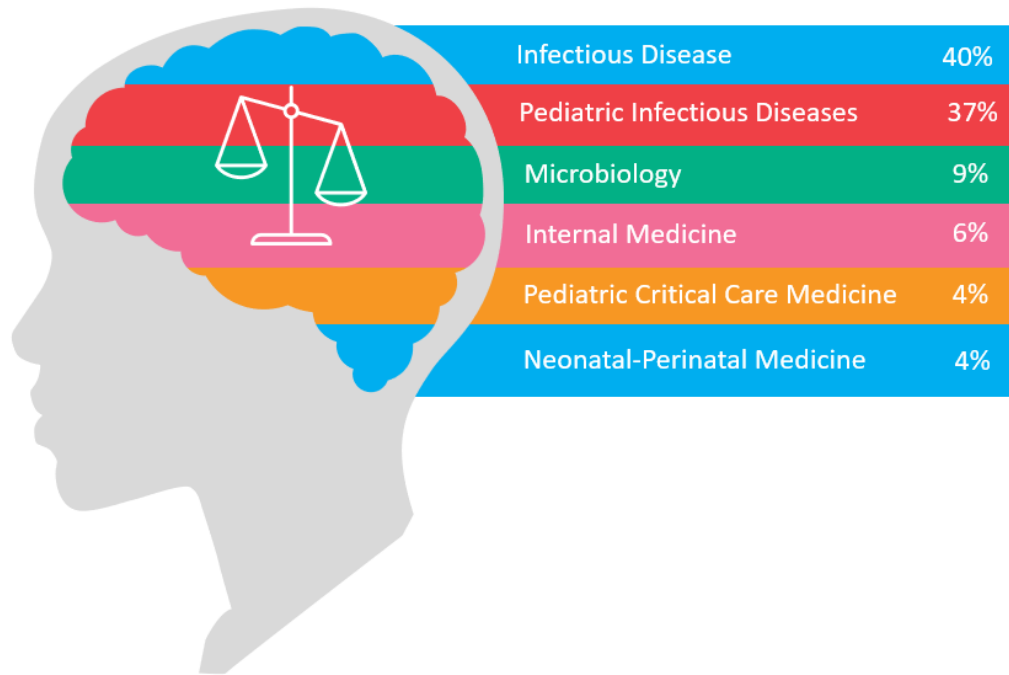 Infectious Disease 40%
Pediatric Infectious Diseases 37%
Microbiology 9%
Internal Medicine 6%
Pediatric Critical Care Medicine 4%
Neonatal-Perinatal Medicine 4%